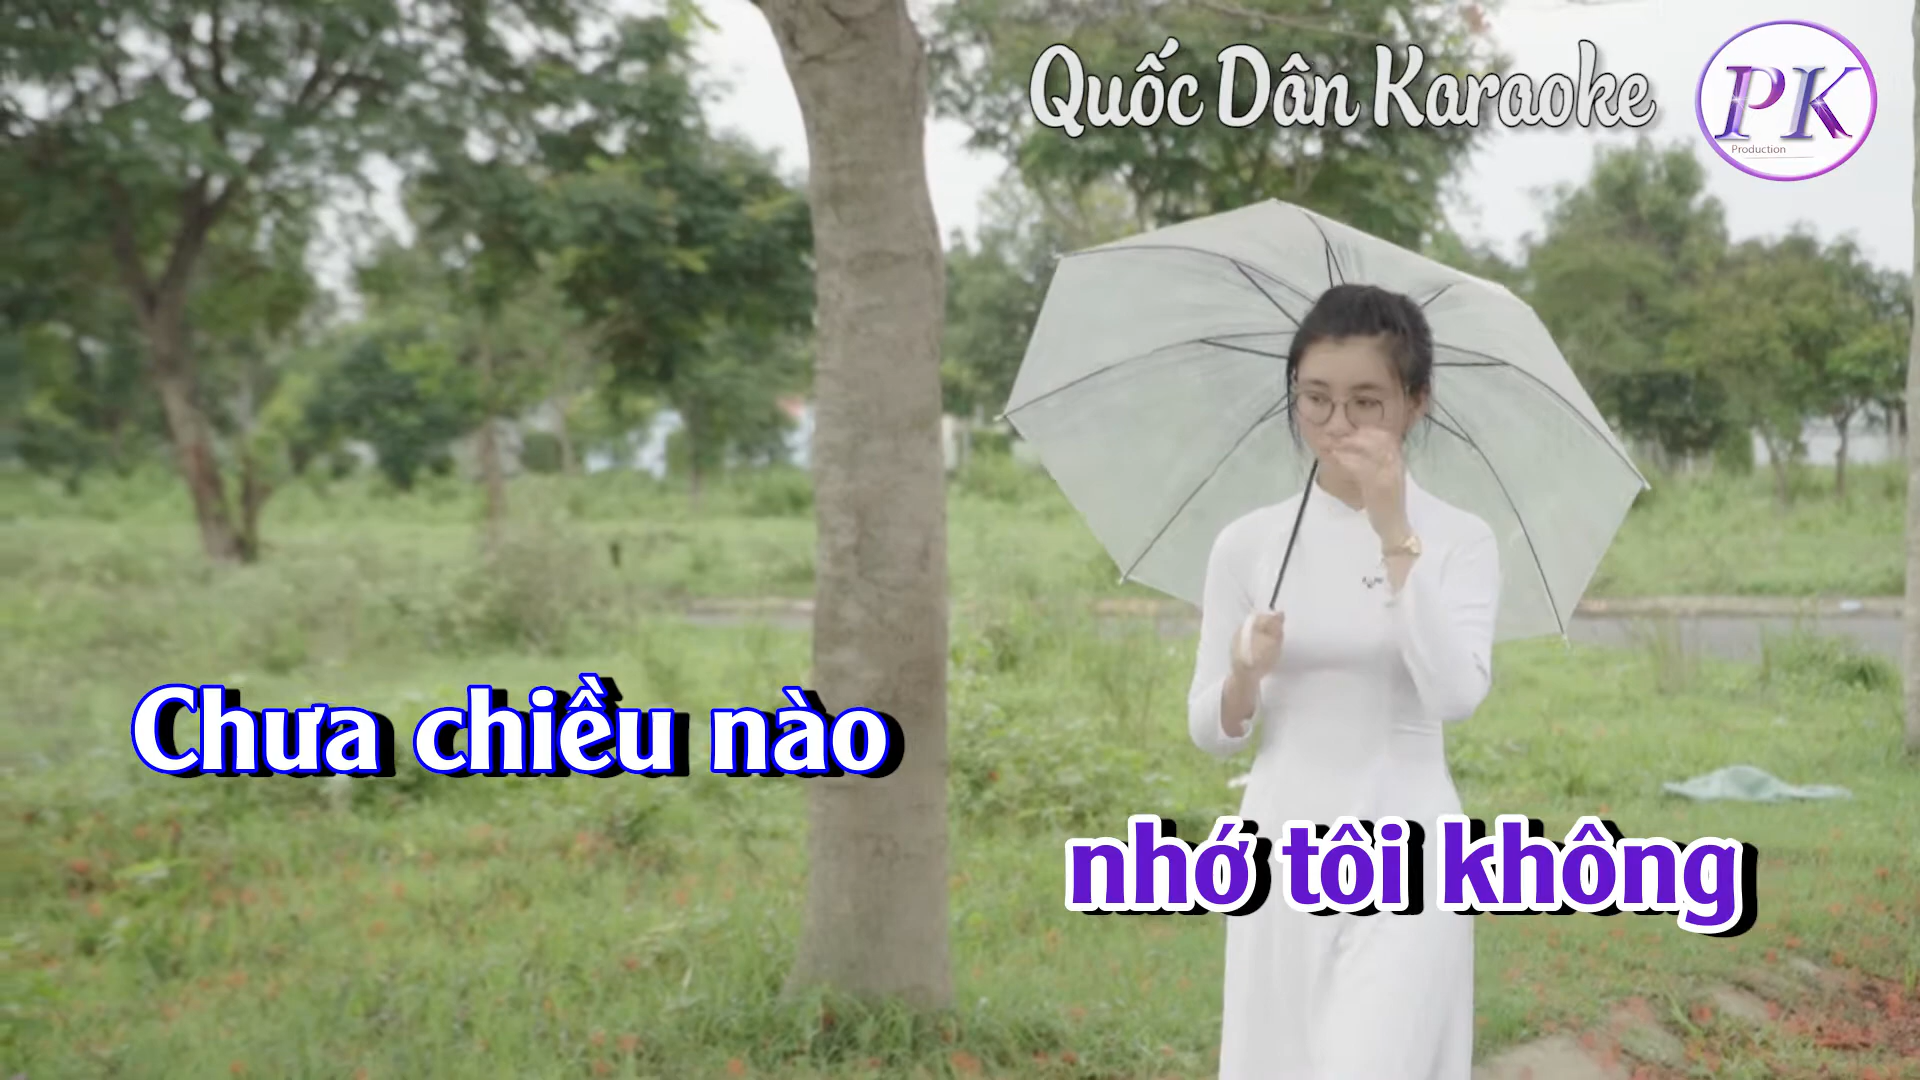 Quốc Dân Karaoke
PK
Production
Chưa chiều nào
nhớ tôi không